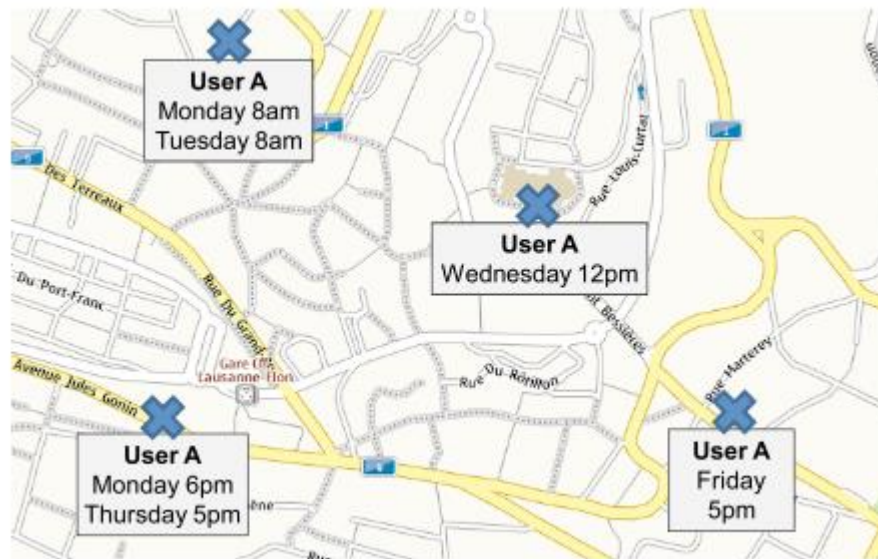 User A
Monday 8am
Tuesday 8am
Des Terreaux
Rue Louis-Curtat
User A
Wednesday 12pm
Du Port-Franc
Rue Du Grand-
Bessières
Gare
Lausanne-Flon
Rue Du Rôtillon
Rue Marterey
Avenue Jules Gonin
User A
Monday 6pm
Thursday 5pm
User A
Friday
5pm